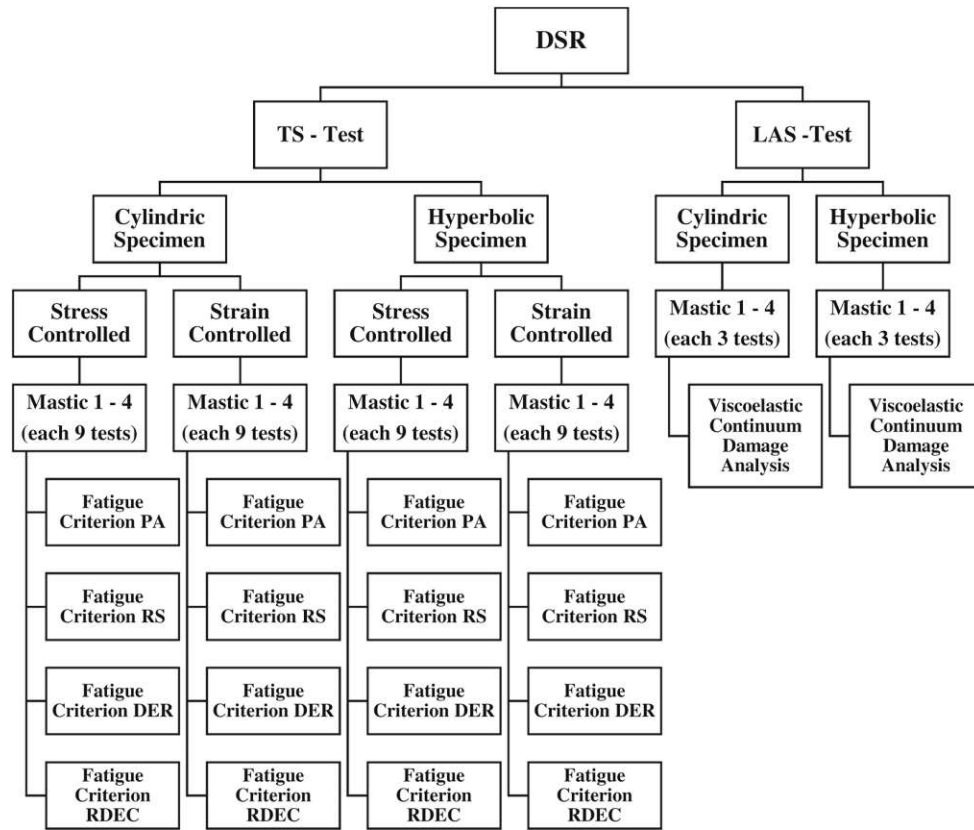 DSR
TS - Test
LAS -Test
Cylindric
Specimen
Hyperbolic
Specimen
Cylindric
Specimen
Hyperbolic
Specimen
Stress
Controlled
Strain
Controlled
Stress
Controlled
Strain
Controlled
Mastic 1 - 4
(each 3 tests)
Mastic 1 - 4
(each 3 tests)
Mastic 1 - 4
(each 9 tests)
Mastic 1 - 4
(each 9 tests)
Mastic 1 - 4
(each 9 tests)
Mastic 1 - 4
(each 9 tests)
Viscoelastic
Continuum
Damage
Analysis
Viscoelastic
Continuum
Damage
Analysis
Fatigue
Criterion PA
Fatigue
Criterion PA
Fatigue
Criterion PA
Fatigue
Criterion PA
Fatigue
Criterion RS
Fatigue
Criterion RS
Fatigue
Criterion RS
Fatigue
Criterion RS
Fatigue
Criterion DER
Fatigue
Criterion DER
Fatigue
Criterion DER
Fatigue
Criterion DER
Fatigue
Criterion
RDEC
Fatigue
Criterion
RDEC
Fatigue
Criterion
RDEC
Fatigue
Criterion
RDEC